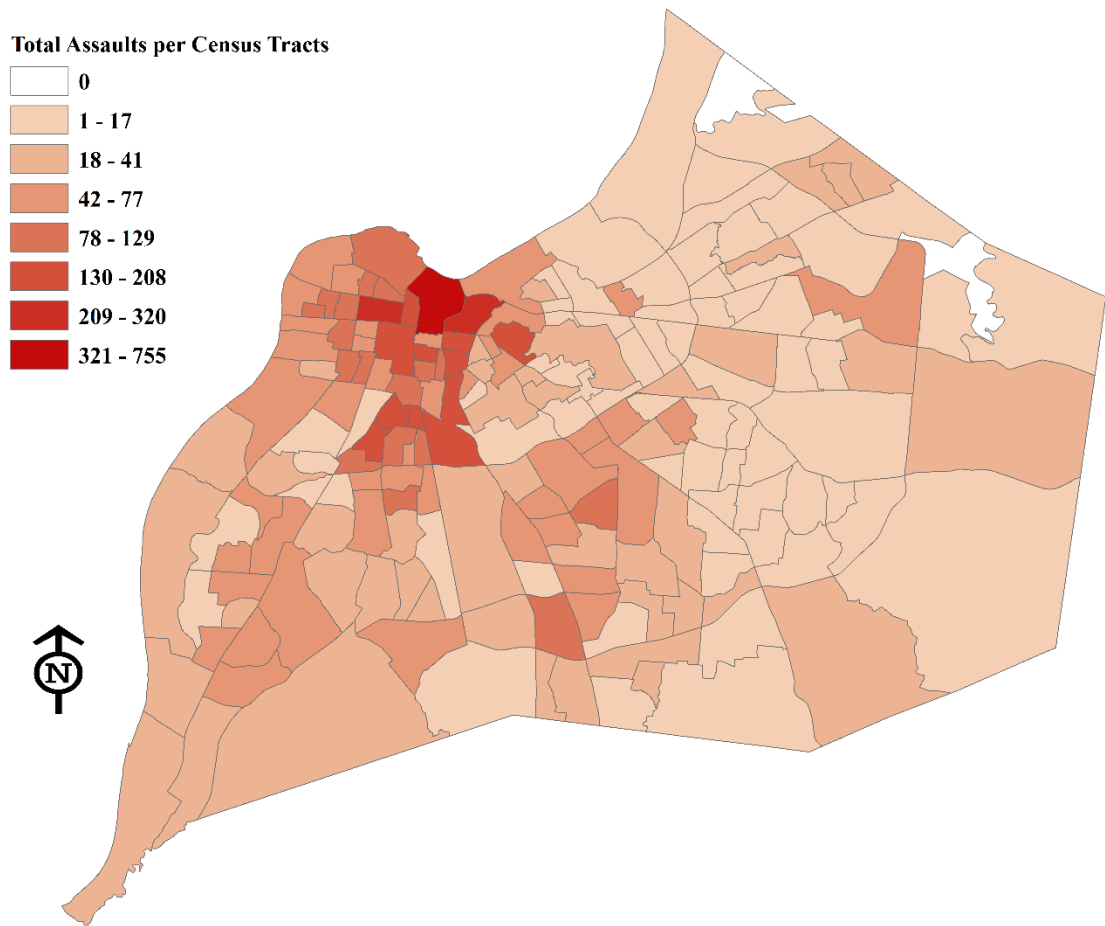 Total Assaults per Census Tracts
0
1 - 17
18 - 41
42 - 77
78 - 129
130 - 208
209 - 320
321 - 755
N